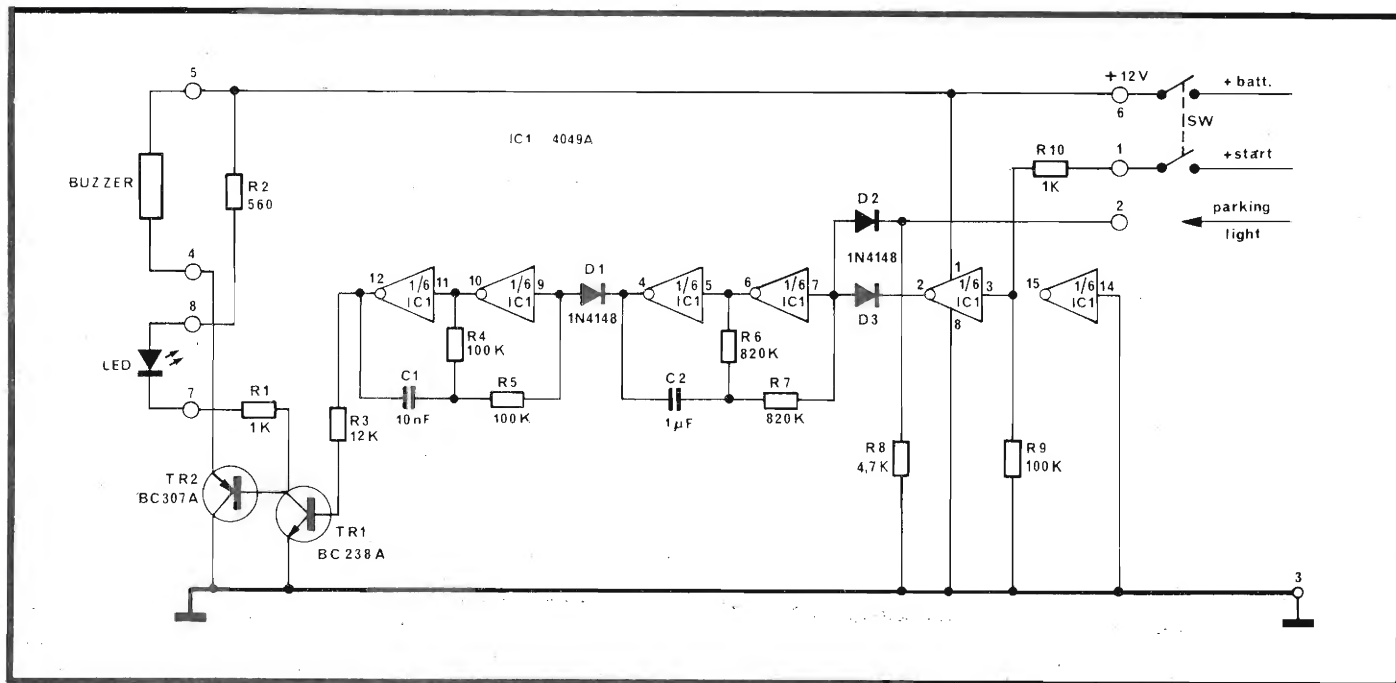 5
+12V
+ batt.
6
SW
IC1 4049A
R10
1K
1
+start
BUZZER
R2
560
D2
2
parking
light
1N4148
4
12
1/6
IC1
11
10
1/6
IC1
9
D1
1N4148
4
1/6
IC1
5
6
1/6
IC1
7
D3
2
1
1/6
IC1
3
8
15
1/6
IC1
14
8
LED
R4
100K
R6
820K
7
R1
1K
C1
10nF
R5
100K
C2
1µF
R7
820K
R3
12K
R8
4,7K
R9
100K
TR2
BC307A
TR1
BC238A
3